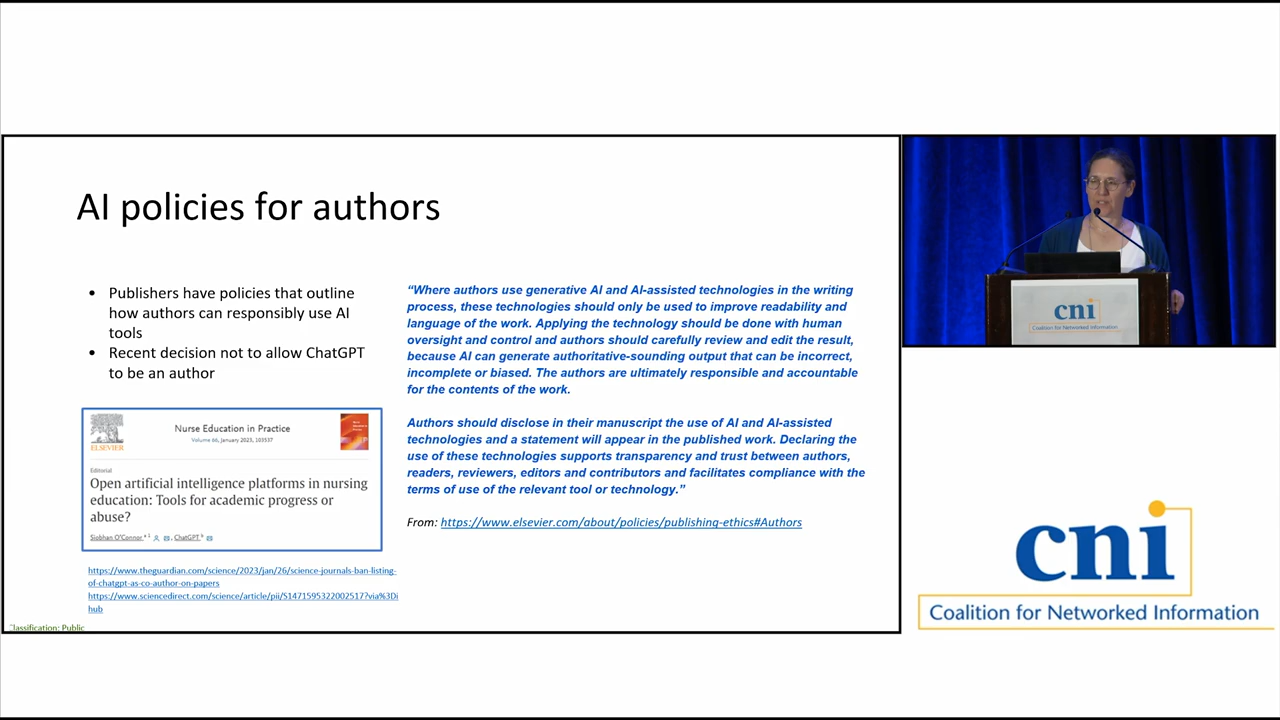 AI policies for authors
• Publishers have policies that outline
how authors can responsibly use AI
tools
• Recent decision not to allow ChatGPT
to be an author
ELSEVIER
Nurse Education in Practice
Volume 66, January 2023, 103537
Editorial
Open artificial intelligence platforms in nursing
education: Tools for academic progress or
abuse?
Siobhan O'Connor a 1, ChatGPT b
https://www.theguardian.com/science/2023/jan/26/science-journals-ban-listing-
of-chatgpt-as-co-author-on-papers
https://www.sciencedirect.com/science/article/pii/S1471595322002517?via%3Di
hub
Classification: Public
“Where authors use generative AI and AI-assisted technologies in the writing
process, these technologies should only be used to improve readability and
language of the work. Applying the technology should be done with human
oversight and control and authors should carefully review and edit the result,
because AI can generate authoritative-sounding output that can be incorrect,
incomplete or biased. The authors are ultimately responsible and accountable
for the contents of the work.
Authors should disclose in their manuscript the use of AI and AI-assisted
technologies and a statement will appear in the published work. Declaring the
use of these technologies supports transparency and trust between authors,
readers, reviewers, editors and contributors and facilitates compliance with the
terms of use of the relevant tool or technology.”
From: https://www.elsevier.com/about/policies/publishing-ethics#Authors
cni
Coalition for Networked Information
cni
Coalition for Networked Information